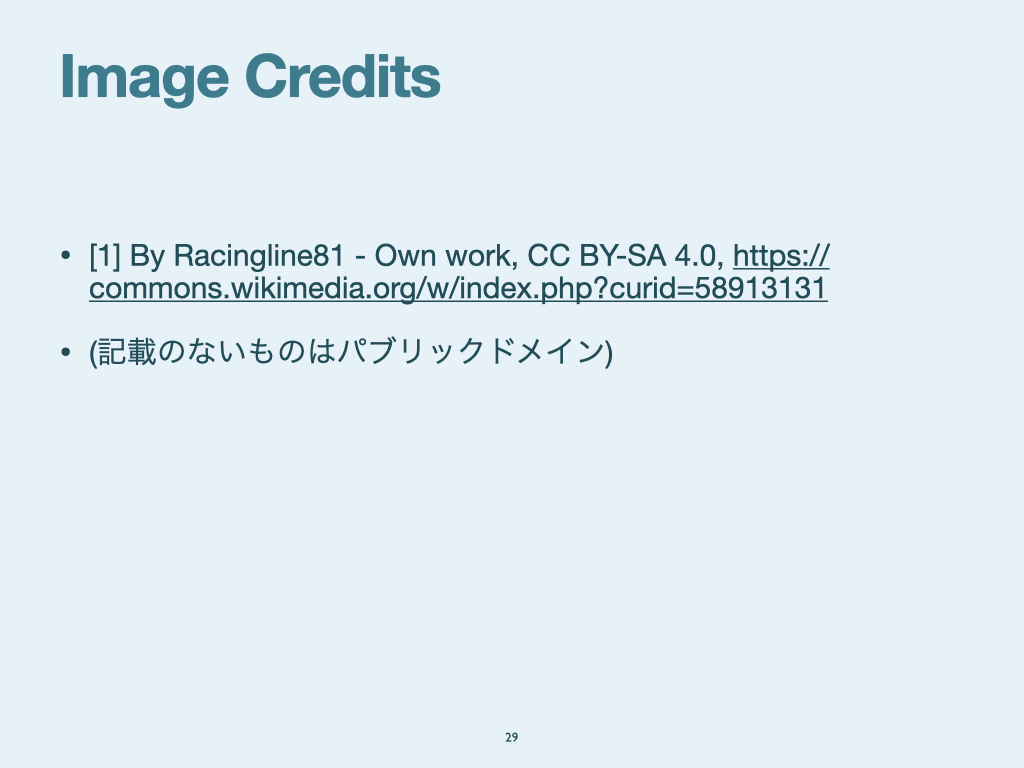 Image Credits
• [1] By Racingline81 - Own work, CC BY-SA 4.0, https://
commons.wikimedia.org/w/index.php?curid=58913131
• (記載のないものはパブリックドメイン)
29